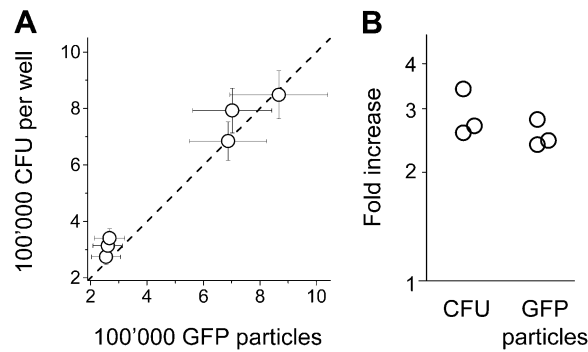 A
100'000 CFU per well
10
8
6
4
2
2
4
6
8
10
100'000 GFP particles
B
Fold increase
4
3
2
1
CFU
GFP
particles